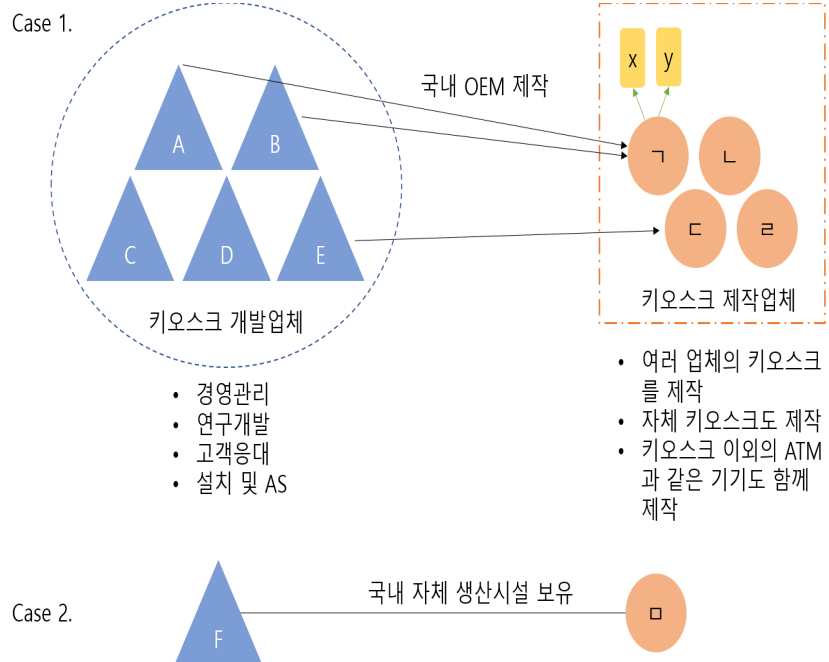 Case 1.
국내 OEM 제작
x
y
A
B
ㄱ
ㄴ
C
D
E
ㄷ
ㄹ
키오스크 개발업체
키오스크 제작업체
• 경영관리
• 연구개발
• 고객응대
• 설치 및 AS
• 여러 업체의 키오스크
를 제작
• 자체 키오스크도 제작
• 키오스크 이외의 ATM
과 같은 기기도 함께
제작
Case 2.
F
국내 자체 생산시설 보유
ㅁ